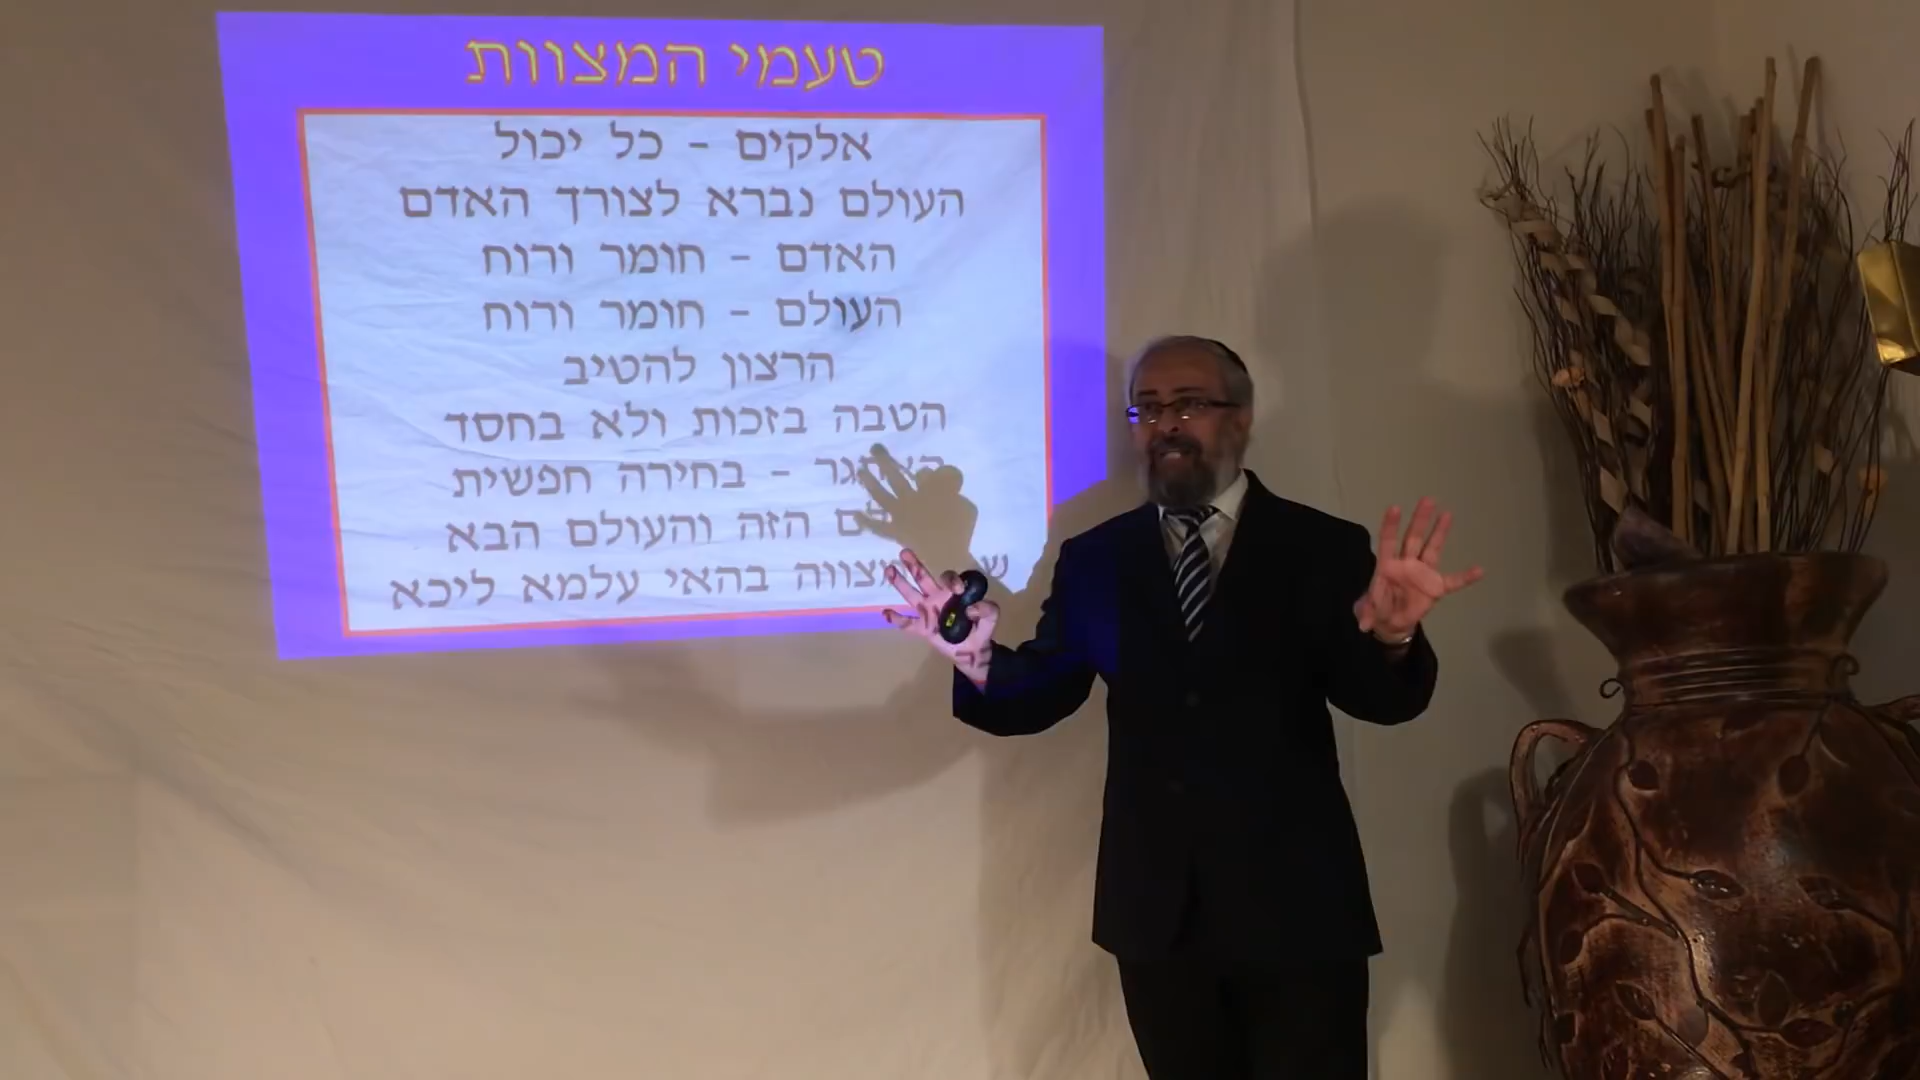 טעמי המצוות
אלקים - כל יכול
העולם נברא לצורך האדם
האדם - חומר ורוח
העולם - חומר ורוח
הרצון להטיב
הטבה בזכות ולא בחסד
- בחירה חפשית
הזה והעולם הבא
בהאי עלמא ליכא